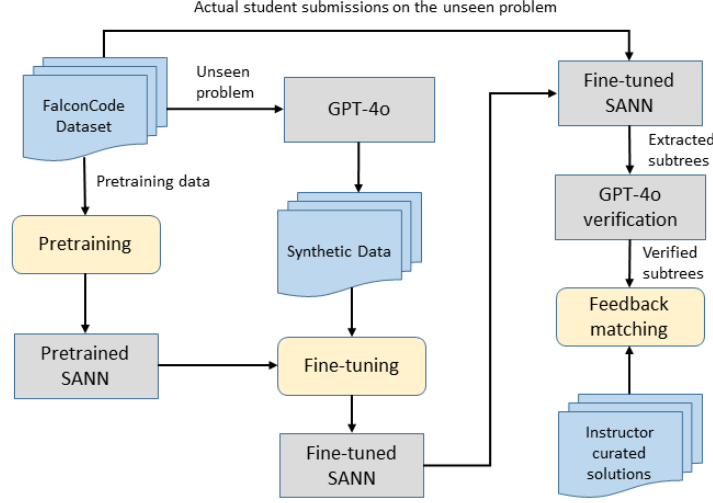 Actual student submissions on the unseen problem
FalconCode
Dataset
Unseen
problem
GPT-4o
Fine-tuned
SANN
Pretraining data
Extracted
subtrees
Pretraining
Synthetic Data
GPT-4o
verification
Verified
subtrees
Pretrained
SANN
Fine-tuning
Feedback
matching
Fine-tuned
SANN
Instructor
curated
solutions